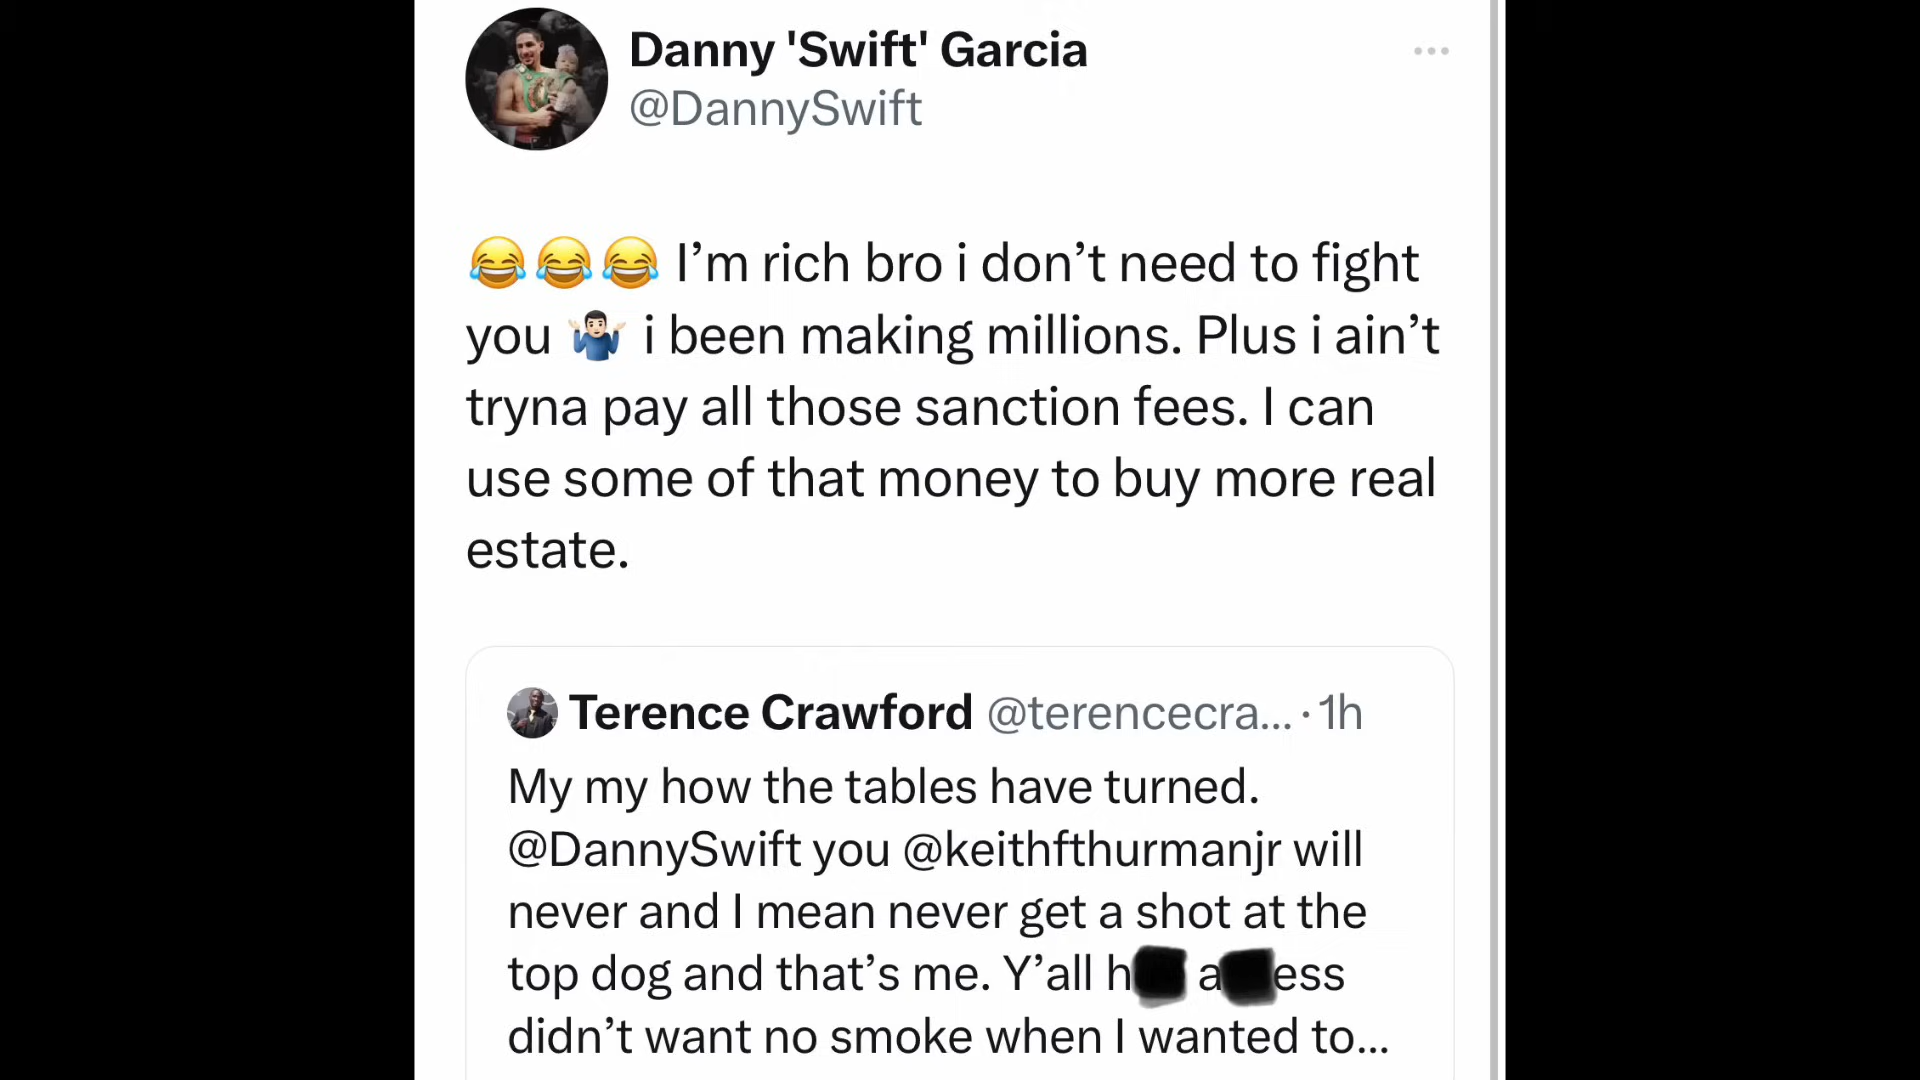 Danny 'Swift' Garcia
@DannySwift
😂😂😂 I’m rich bro i don’t need to fight
you 🤷🏻‍♂️ i been making millions. Plus i ain’t
tryna pay all those sanction fees. I can
use some of that money to buy more real
estate.
Terence Crawford @terencecra... · 1h
My my how the tables have turned.
@DannySwift you @keithfthurmanjr will
never and I mean never get a shot at the
top dog and that’s me. Y’all h a ess
didn’t want no smoke when I wanted to...